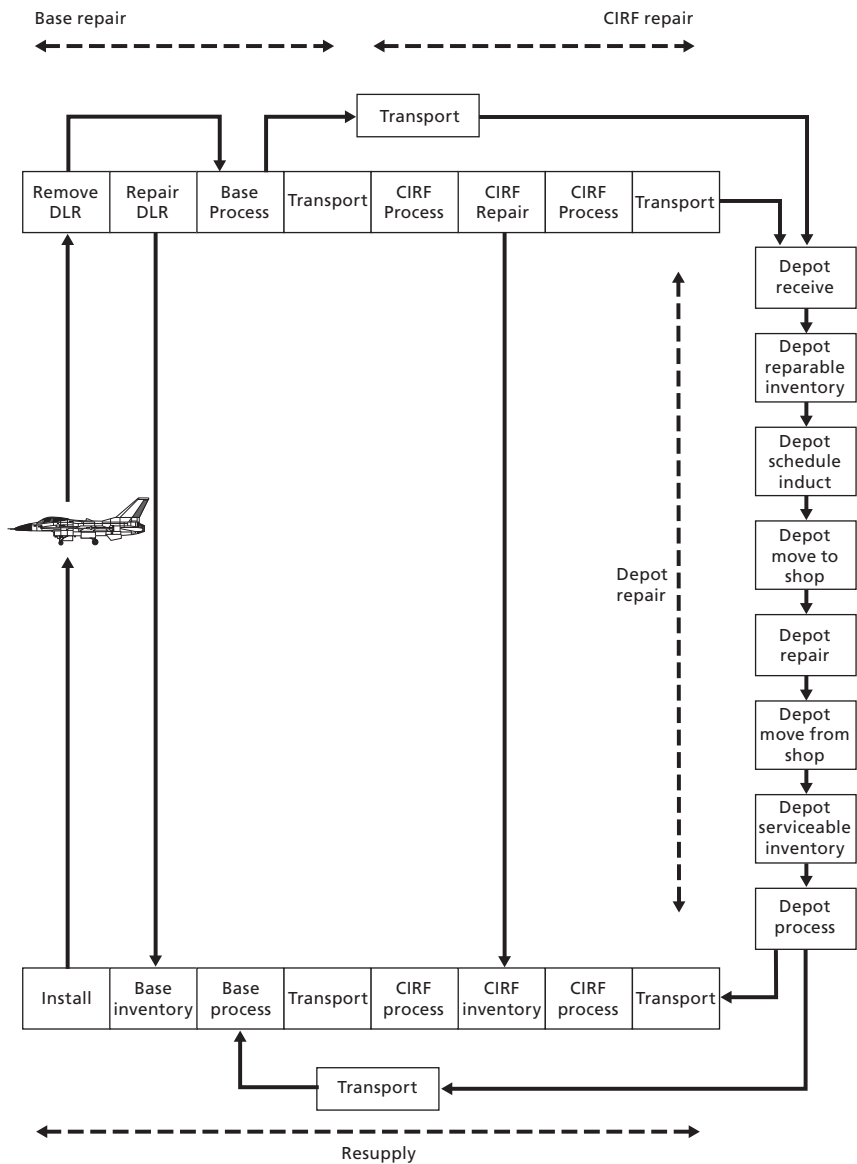 Base repair
CIRF repair
Transport
Remove
DLR
Repair
DLR
Base
Process
Transport
CIRF
Process
CIRF
Repair
CIRF
Process
Transport
Depot
receive
Depot
reparable
inventory
Depot
schedule
induct
Depot
move to
shop
Depot
repair
Depot
repair
Depot
move from
shop
Depot
serviceable
inventory
Depot
process
Install
Base
inventory
Base
process
Transport
CIRF
process
CIRF
inventory
CIRF
process
Transport
Transport
Resupply